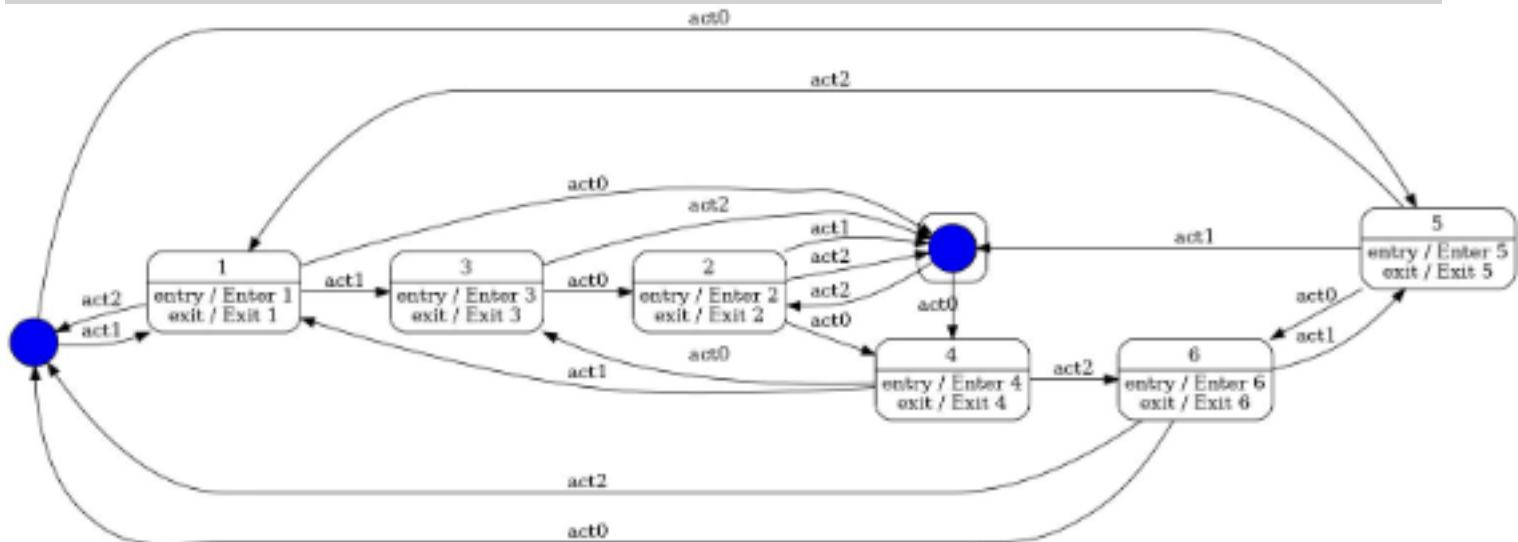 act0
act2
act0
act2
act1
act2
act2
act0
act1
act0
act1
act2
act1
act0
act0
act1
act0
act1
act2
act2
act0
1
entry / Enter 1
exit / Exit 1
3
entry / Enter 3
exit / Exit 3
2
entry / Enter 2
exit / Exit 2
5
entry / Enter 5
exit / Exit 5
4
entry / Enter 4
exit / Exit 4
6
entry / Enter 6
exit / Exit 6